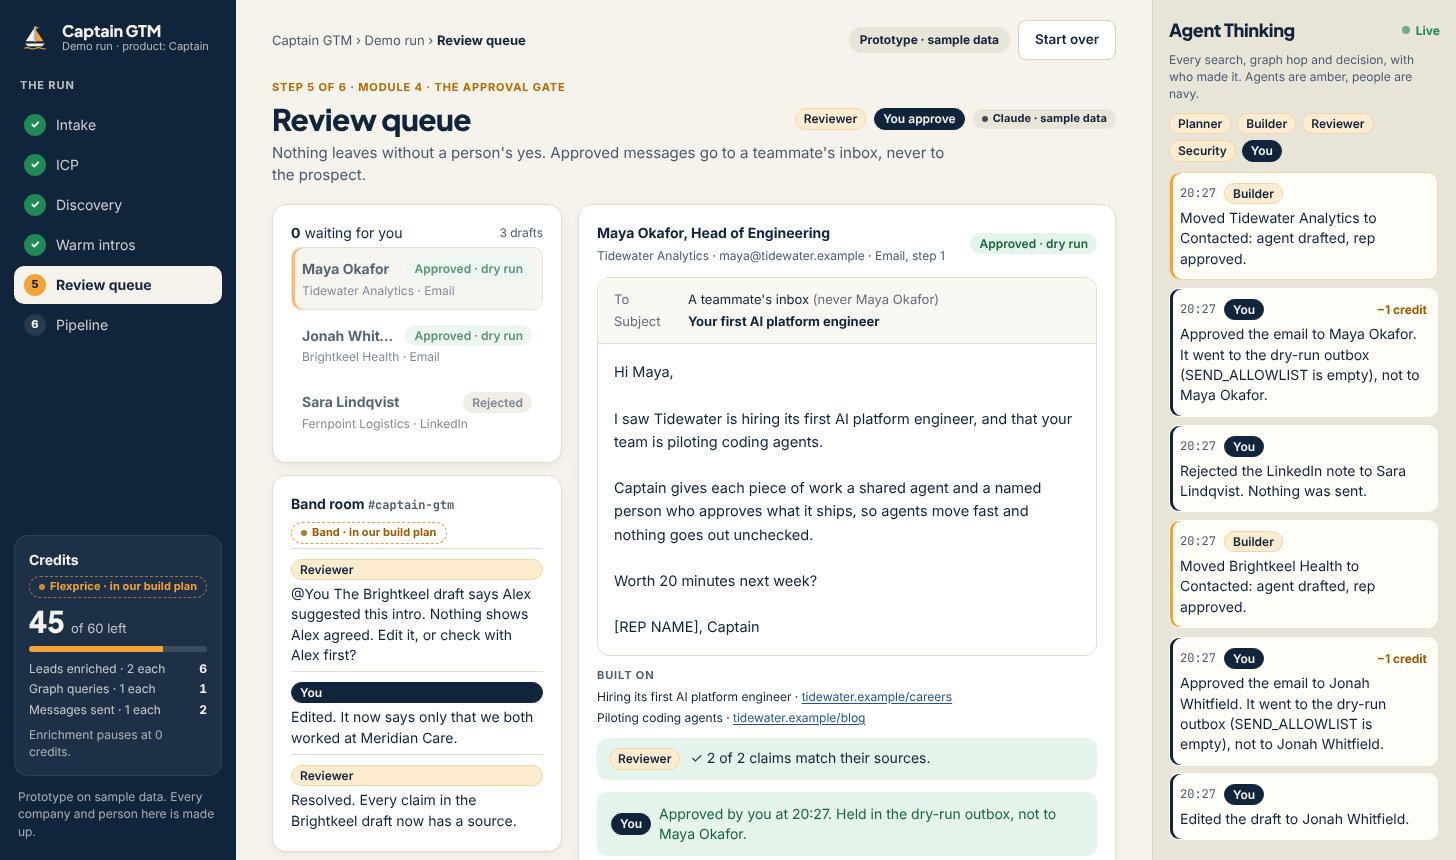 Captain GTM
Demo run · product: Captain
THE RUN
Intake
ICP
Discovery
Warm intros
5 Review queue
6 Pipeline
Credits
Flexprice · in our build plan
45 of 60 left
Leads enriched · 2 each 6
Graph queries · 1 each 1
Messages sent · 1 each 2
Enrichment pauses at 0
credits.
Prototype on sample data. Every
company and person here is made
up.
Captain GTM › Demo run › Review queue
Prototype · sample data
Start over
STEP 5 OF 6 · MODULE 4 · THE APPROVAL GATE
Review queue
Reviewer
You approve
Claude · sample data
Nothing leaves without a person's yes. Approved messages go to a teammate's inbox, never to
the prospect.
0 waiting for you
3 drafts
Maya Okafor
Approved · dry run
Tidewater Analytics · Email
Jonah Whit...
Approved · dry run
Brightkeel Health · Email
Sara Lindqvist
Rejected
Fernpoint Logistics · LinkedIn
Band room #captain-gtm
Band · in our build plan
Reviewer
@You The Brightkeel draft says Alex
suggested this intro. Nothing shows
Alex agreed. Edit it, or check with
Alex first?
You
Edited. It now says only that we both
worked at Meridian Care.
Reviewer
Resolved. Every claim in the
Brightkeel draft now has a source.
Maya Okafor, Head of Engineering
Tidewater Analytics · maya@tidewater.example · Email, step 1
Approved · dry run
To A teammate's inbox (never Maya Okafor)
Subject Your first AI platform engineer
Hi Maya,
I saw Tidewater is hiring its first AI platform engineer, and that your
team is piloting coding agents.
Captain gives each piece of work a shared agent and a named
person who approves what it ships, so agents move fast and
nothing goes out unchecked.
Worth 20 minutes next week?
[REP NAME], Captain
BUILT ON
Hiring its first AI platform engineer · tidewater.example/careers
Piloting coding agents · tidewater.example/blog
Reviewer ✓ 2 of 2 claims match their sources.
You
Approved by you at 20:27. Held in the dry-run outbox, not to
Maya Okafor.
Agent Thinking
Live
Every search, graph hop and decision, with
who made it. Agents are amber, people are
navy.
Planner
Builder
Reviewer
Security
You
20:27 Builder
Moved Tidewater Analytics to
Contacted: agent drafted, rep
approved.
20:27 You −1 credit
Approved the email to Maya Okafor.
It went to the dry-run outbox
(SEND_ALLOWLIST is empty), not to
Maya Okafor.
20:27 You
Rejected the LinkedIn note to Sara
Lindqvist. Nothing was sent.
20:27 Builder
Moved Brightkeel Health to
Contacted: agent drafted, rep
approved.
20:27 You −1 credit
Approved the email to Jonah
Whitfield. It went to the dry-run
outbox (SEND_ALLOWLIST is
empty), not to Jonah Whitfield.
20:27 You
Edited the draft to Jonah Whitfield.